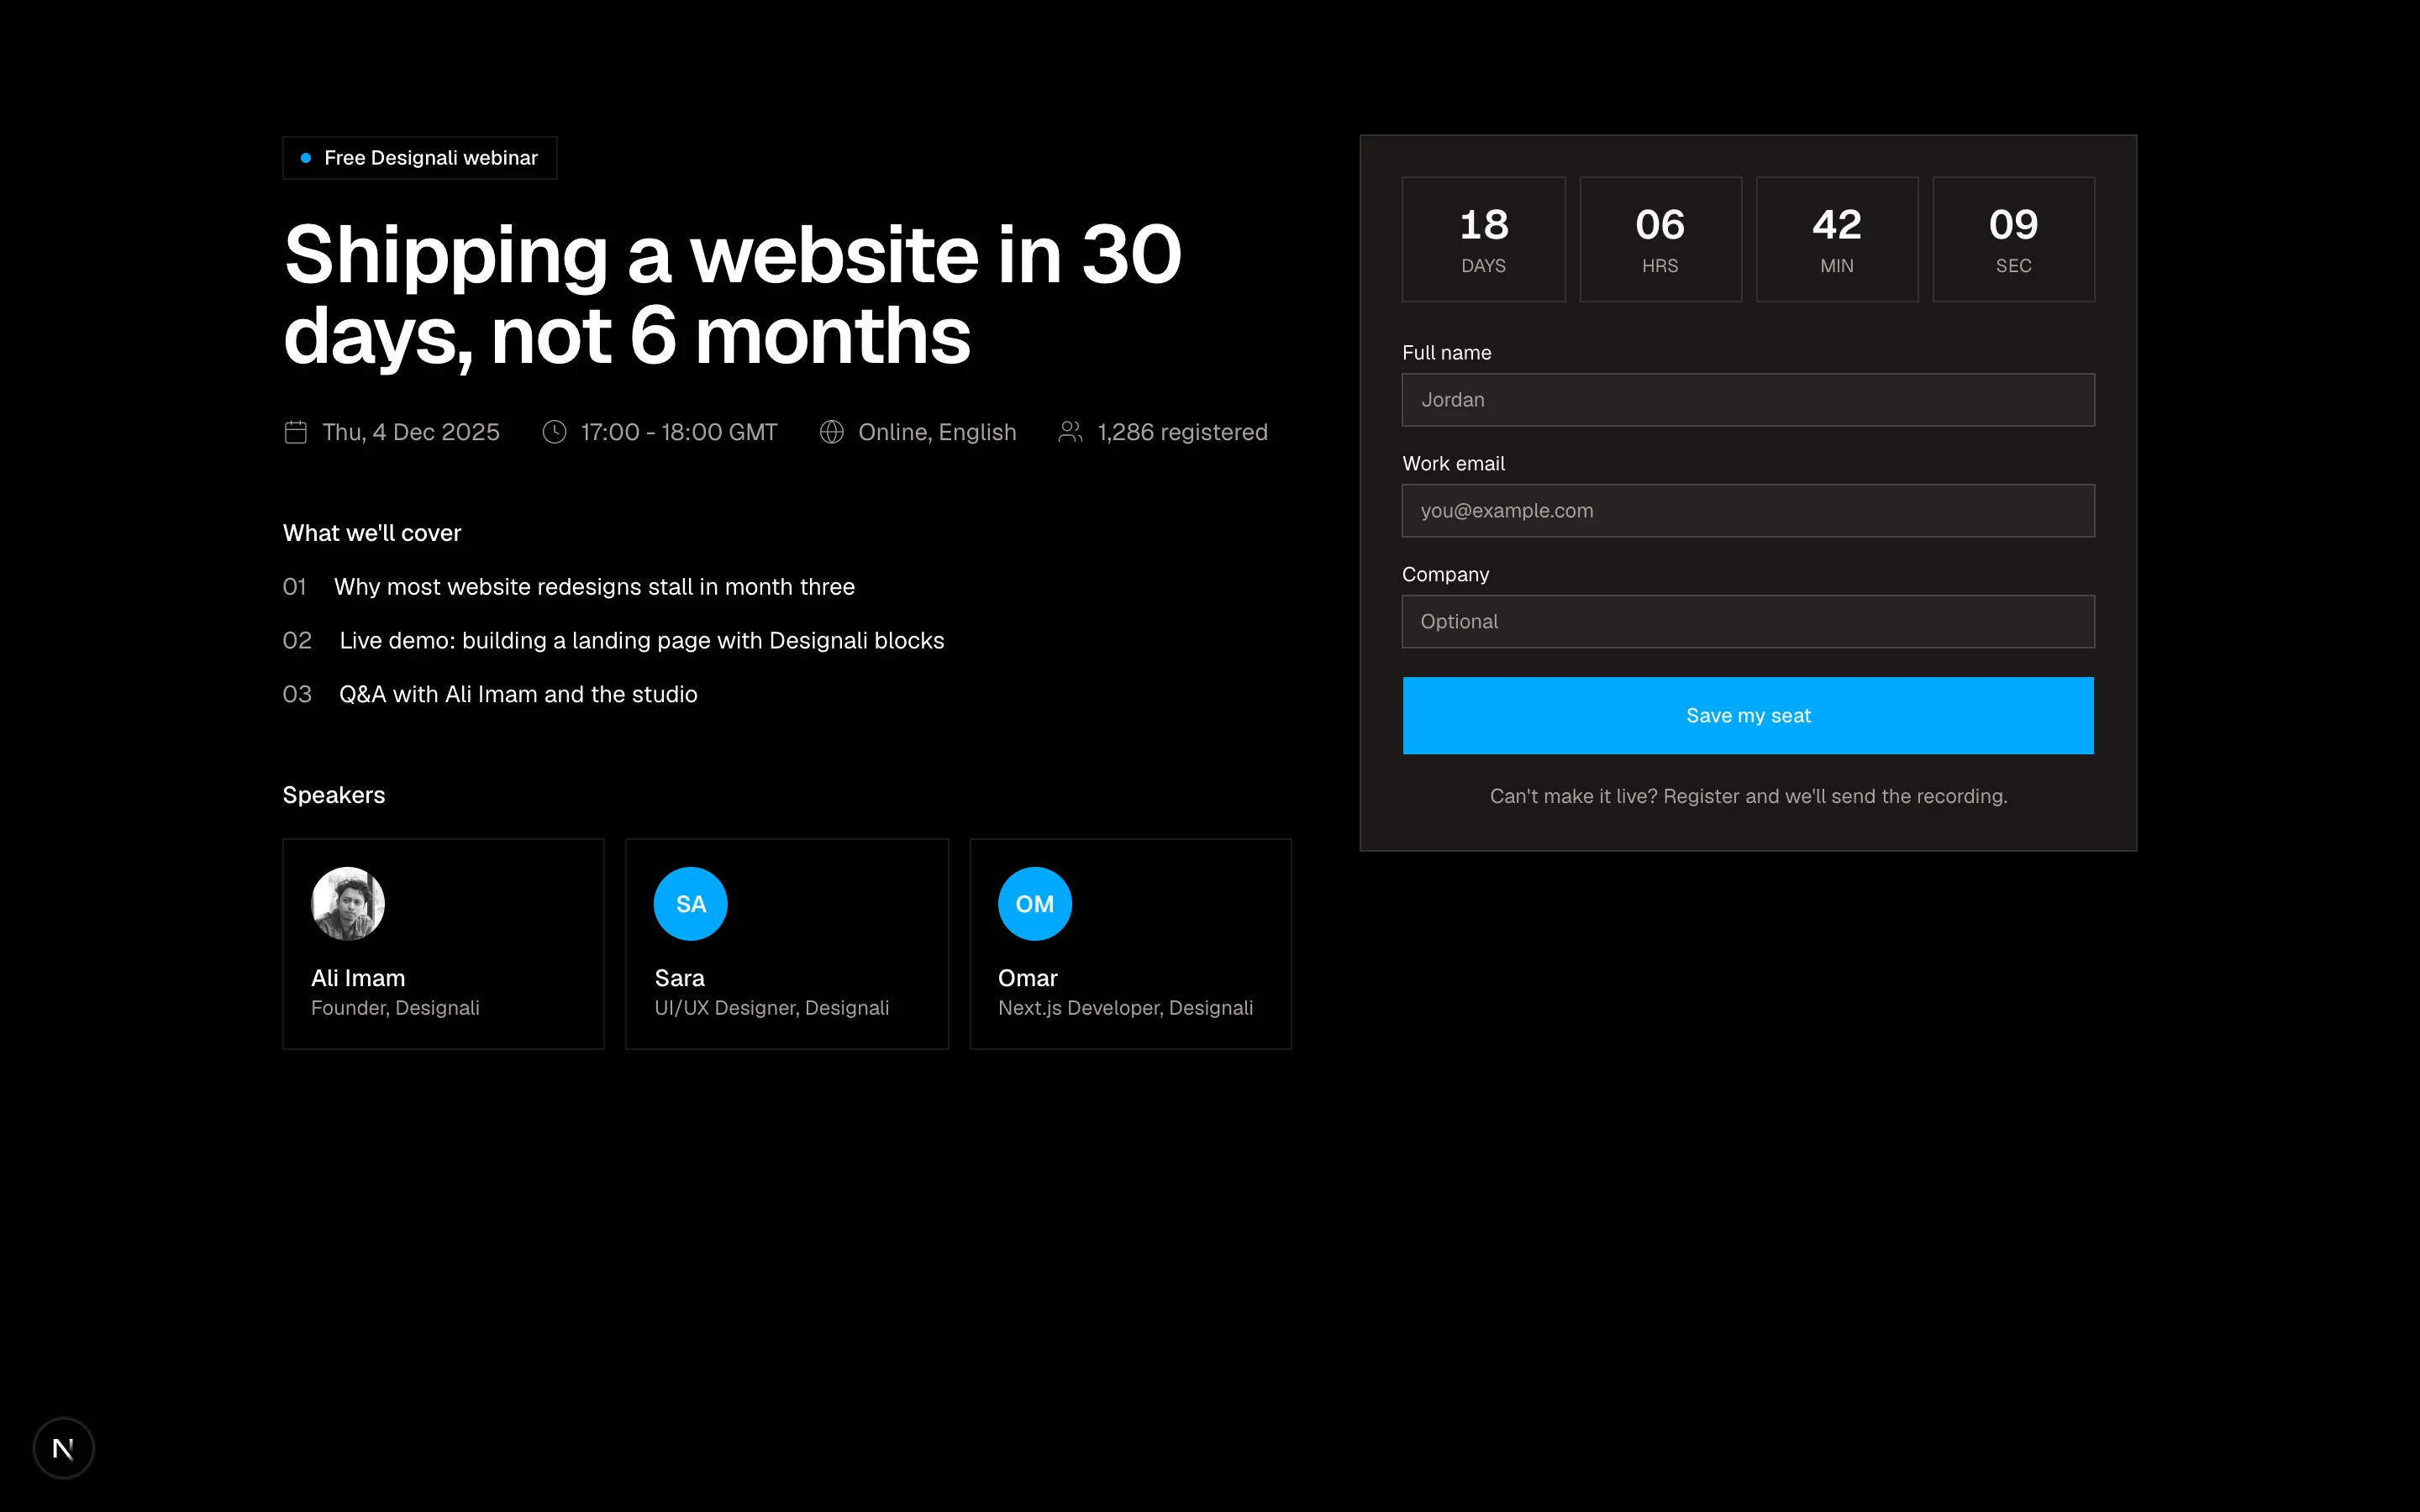 Free Designali webinar
Shipping a website in 30
days, not 6 months
Thu, 4 Dec 2025
17:00 - 18:00 GMT
Online, English
1,286 registered
What we'll cover
01 Why most website redesigns stall in month three
02 Live demo: building a landing page with Designali blocks
03 Q&A with Ali Imam and the studio
Speakers
Ali Imam
Founder, Designali
SA
Sara
UI/UX Designer, Designali
OM
Omar
Next.js Developer, Designali
18
DAYS
06
HRS
42
MIN
09
SEC
Full name
Jordan
Work email
you@example.com
Company
Optional
Save my seat
Can't make it live? Register and we'll send the recording.
N